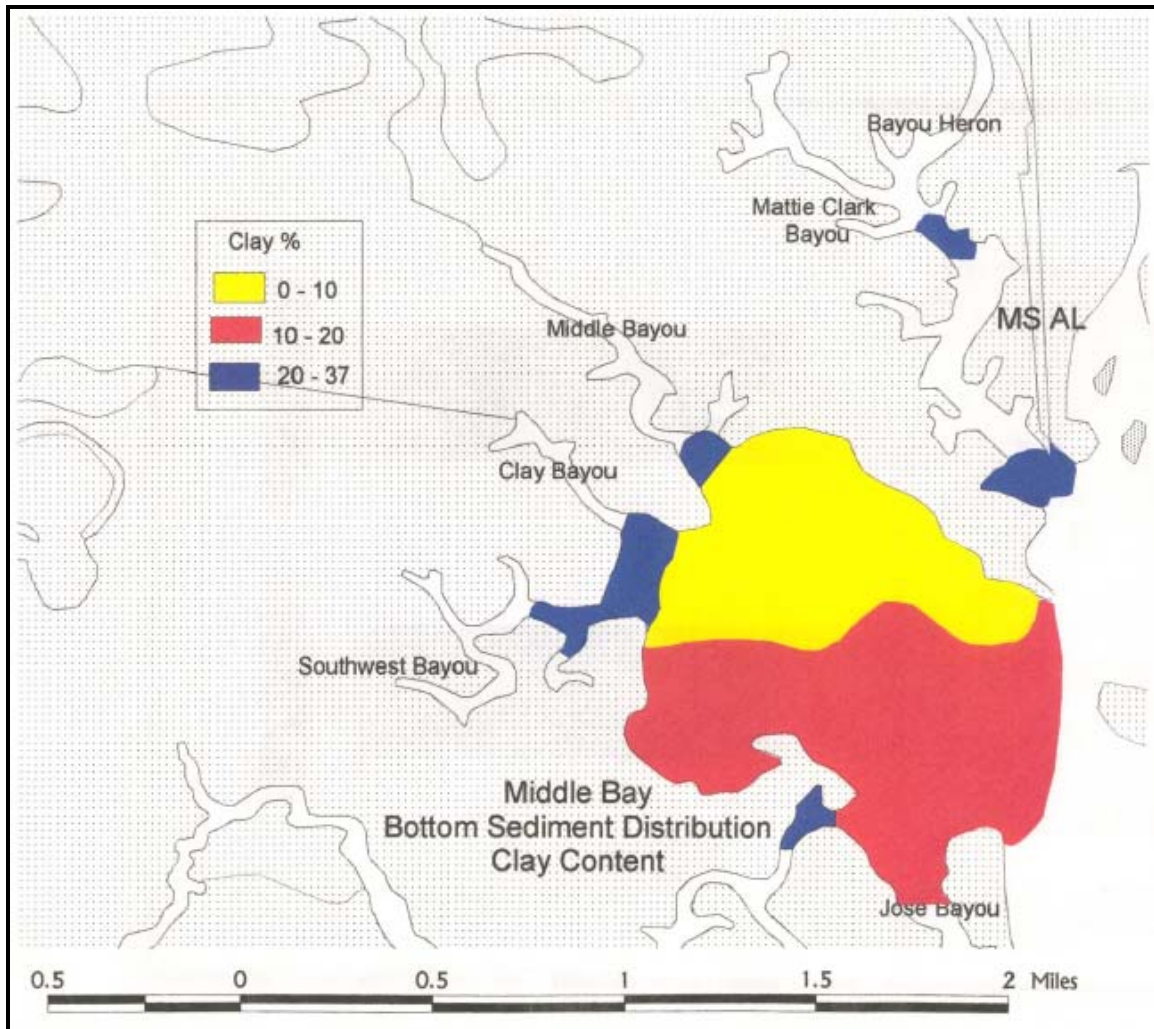 Bayou Heron
Mattie Clark
Bayou
Clay %
0 - 10
10 - 20
20 - 37
MS AL
Middle Bayou
Clay Bayou
Southwest Bayou
Middle Bay
Bottom Sediment Distribution
Clay Content
Jose Bayou
0.5 0 0.5 1 1.5 2 Miles